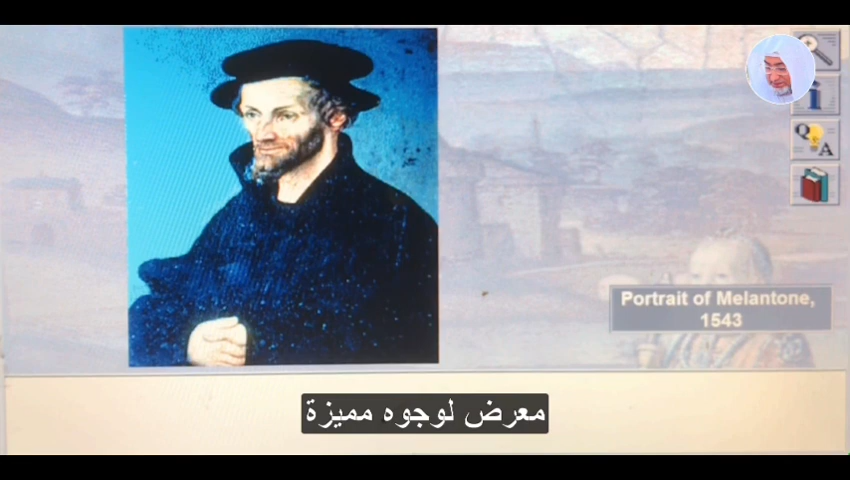 i
Q
A
Portrait of Melantone,
1543
معرض لوجوه مميزة